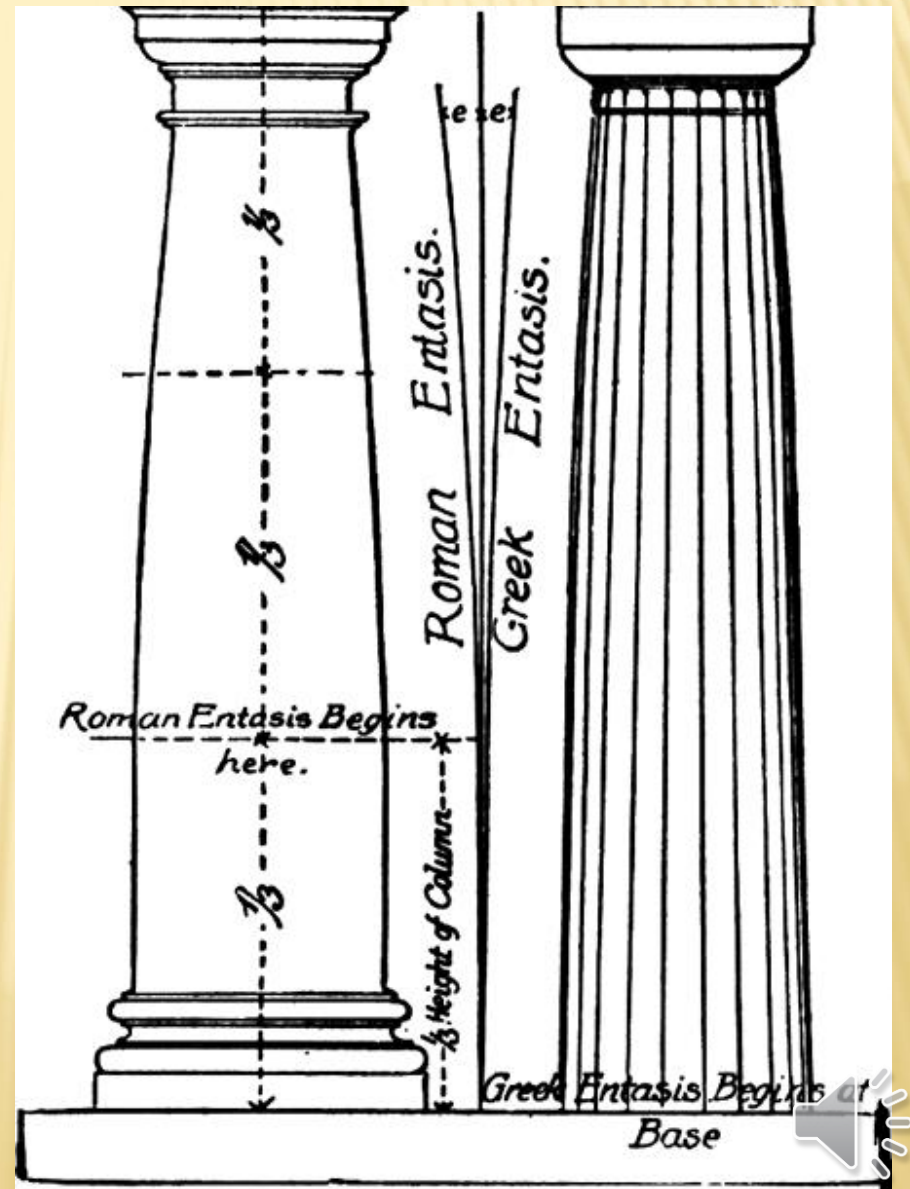 e
e
1/3
Roman Entasis.
Greek Entasis.
1/3
Roman Entasis Begins
here.
1/3
1/3 Height of Column
Greek Entasis Begins at
Base